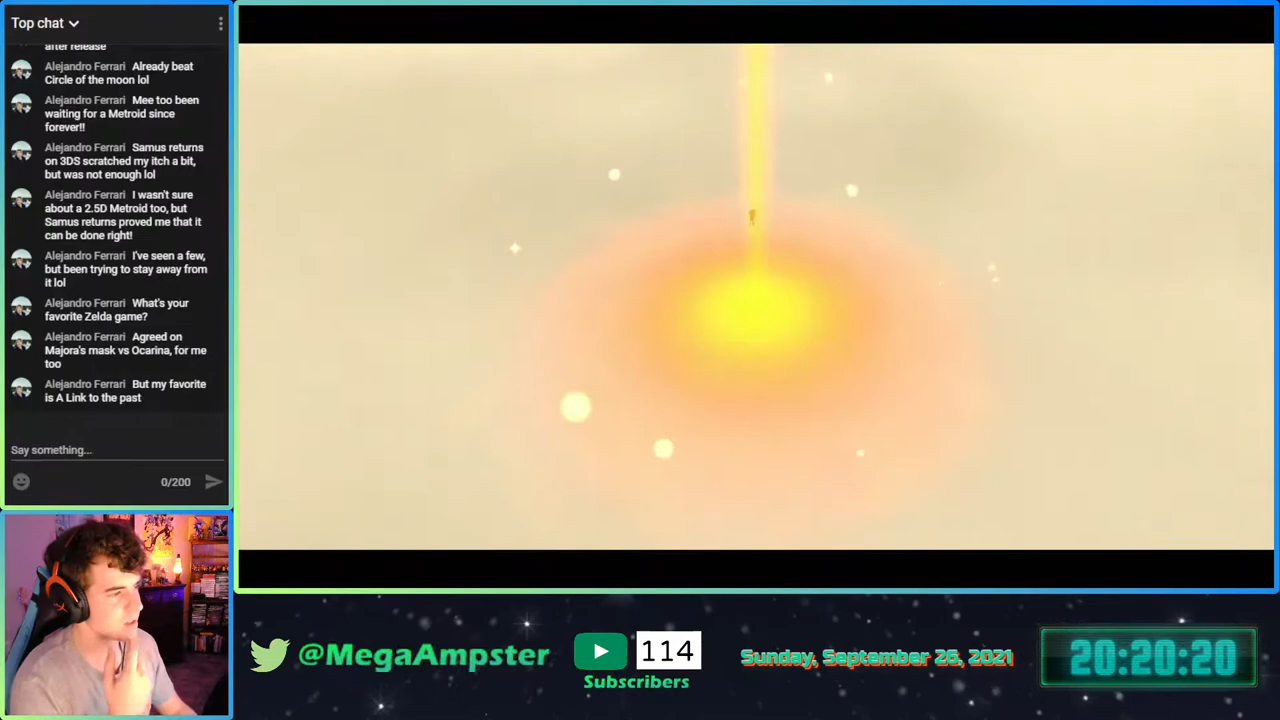 Top chat
after release
Alejandro Ferrari Already beat
Circle of the moon lol
Alejandro Ferrari Mee too been
waiting for a Metroid since
forever!!
Alejandro Ferrari Samus returns
on 3DS scratched my itch a bit,
but was not enough lol
Alejandro Ferrari I wasn't sure
about a 2.5D Metroid too, but
Samus returns proved me that it
can be done right!
Alejandro Ferrari I've seen a few,
but been trying to stay away from
it lol
Alejandro Ferrari What's your
favorite Zelda game?
Alejandro Ferrari Agreed on
Majora's mask vs Ocarina, for me
too
Alejandro Ferrari But my favorite
is A Link to the past
Say something...
0/200
@MegaAmpster
114
Subscribers
Sunday, September 26, 2021
20:20:20